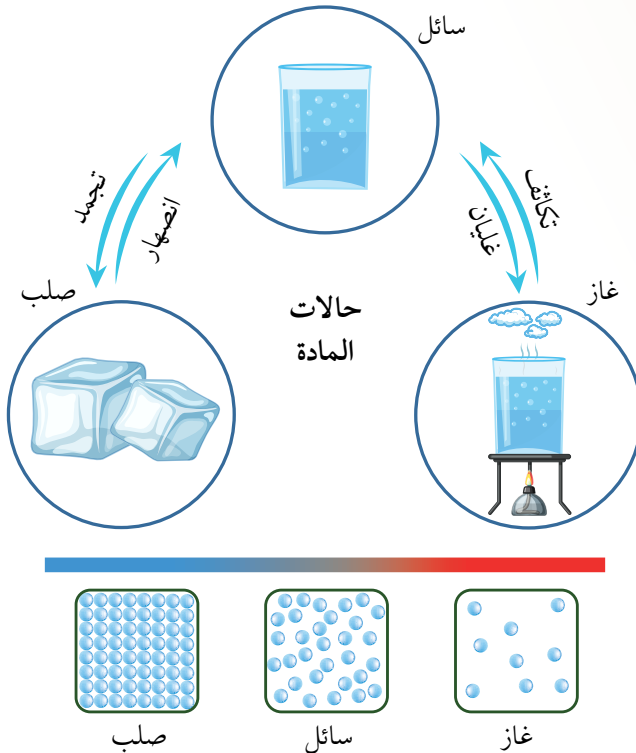 سائل
تجمد
انصهار
تكاثف
غليان
صلب
غاز
حالات
المادة
صلب
سائل
غاز